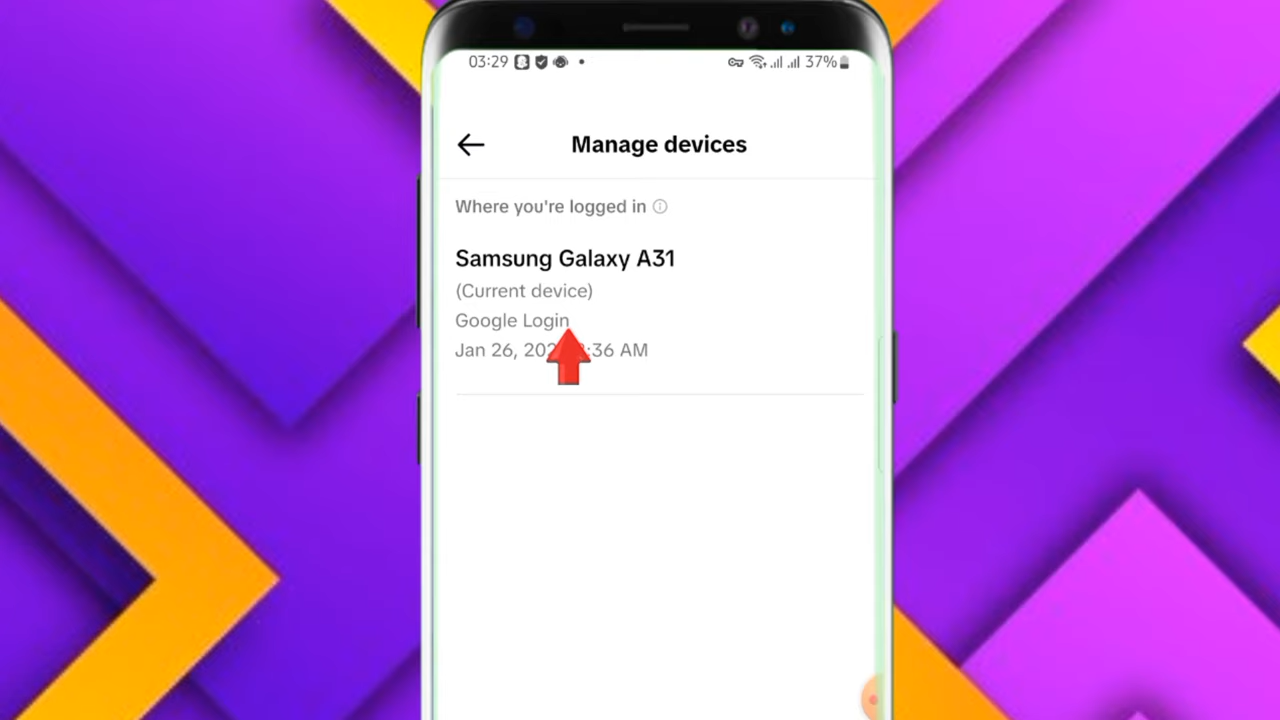 03:29 37%
Manage devices
Where you're logged in
Samsung Galaxy A31
(Current device)
Google Login
Jan 26, :36 AM